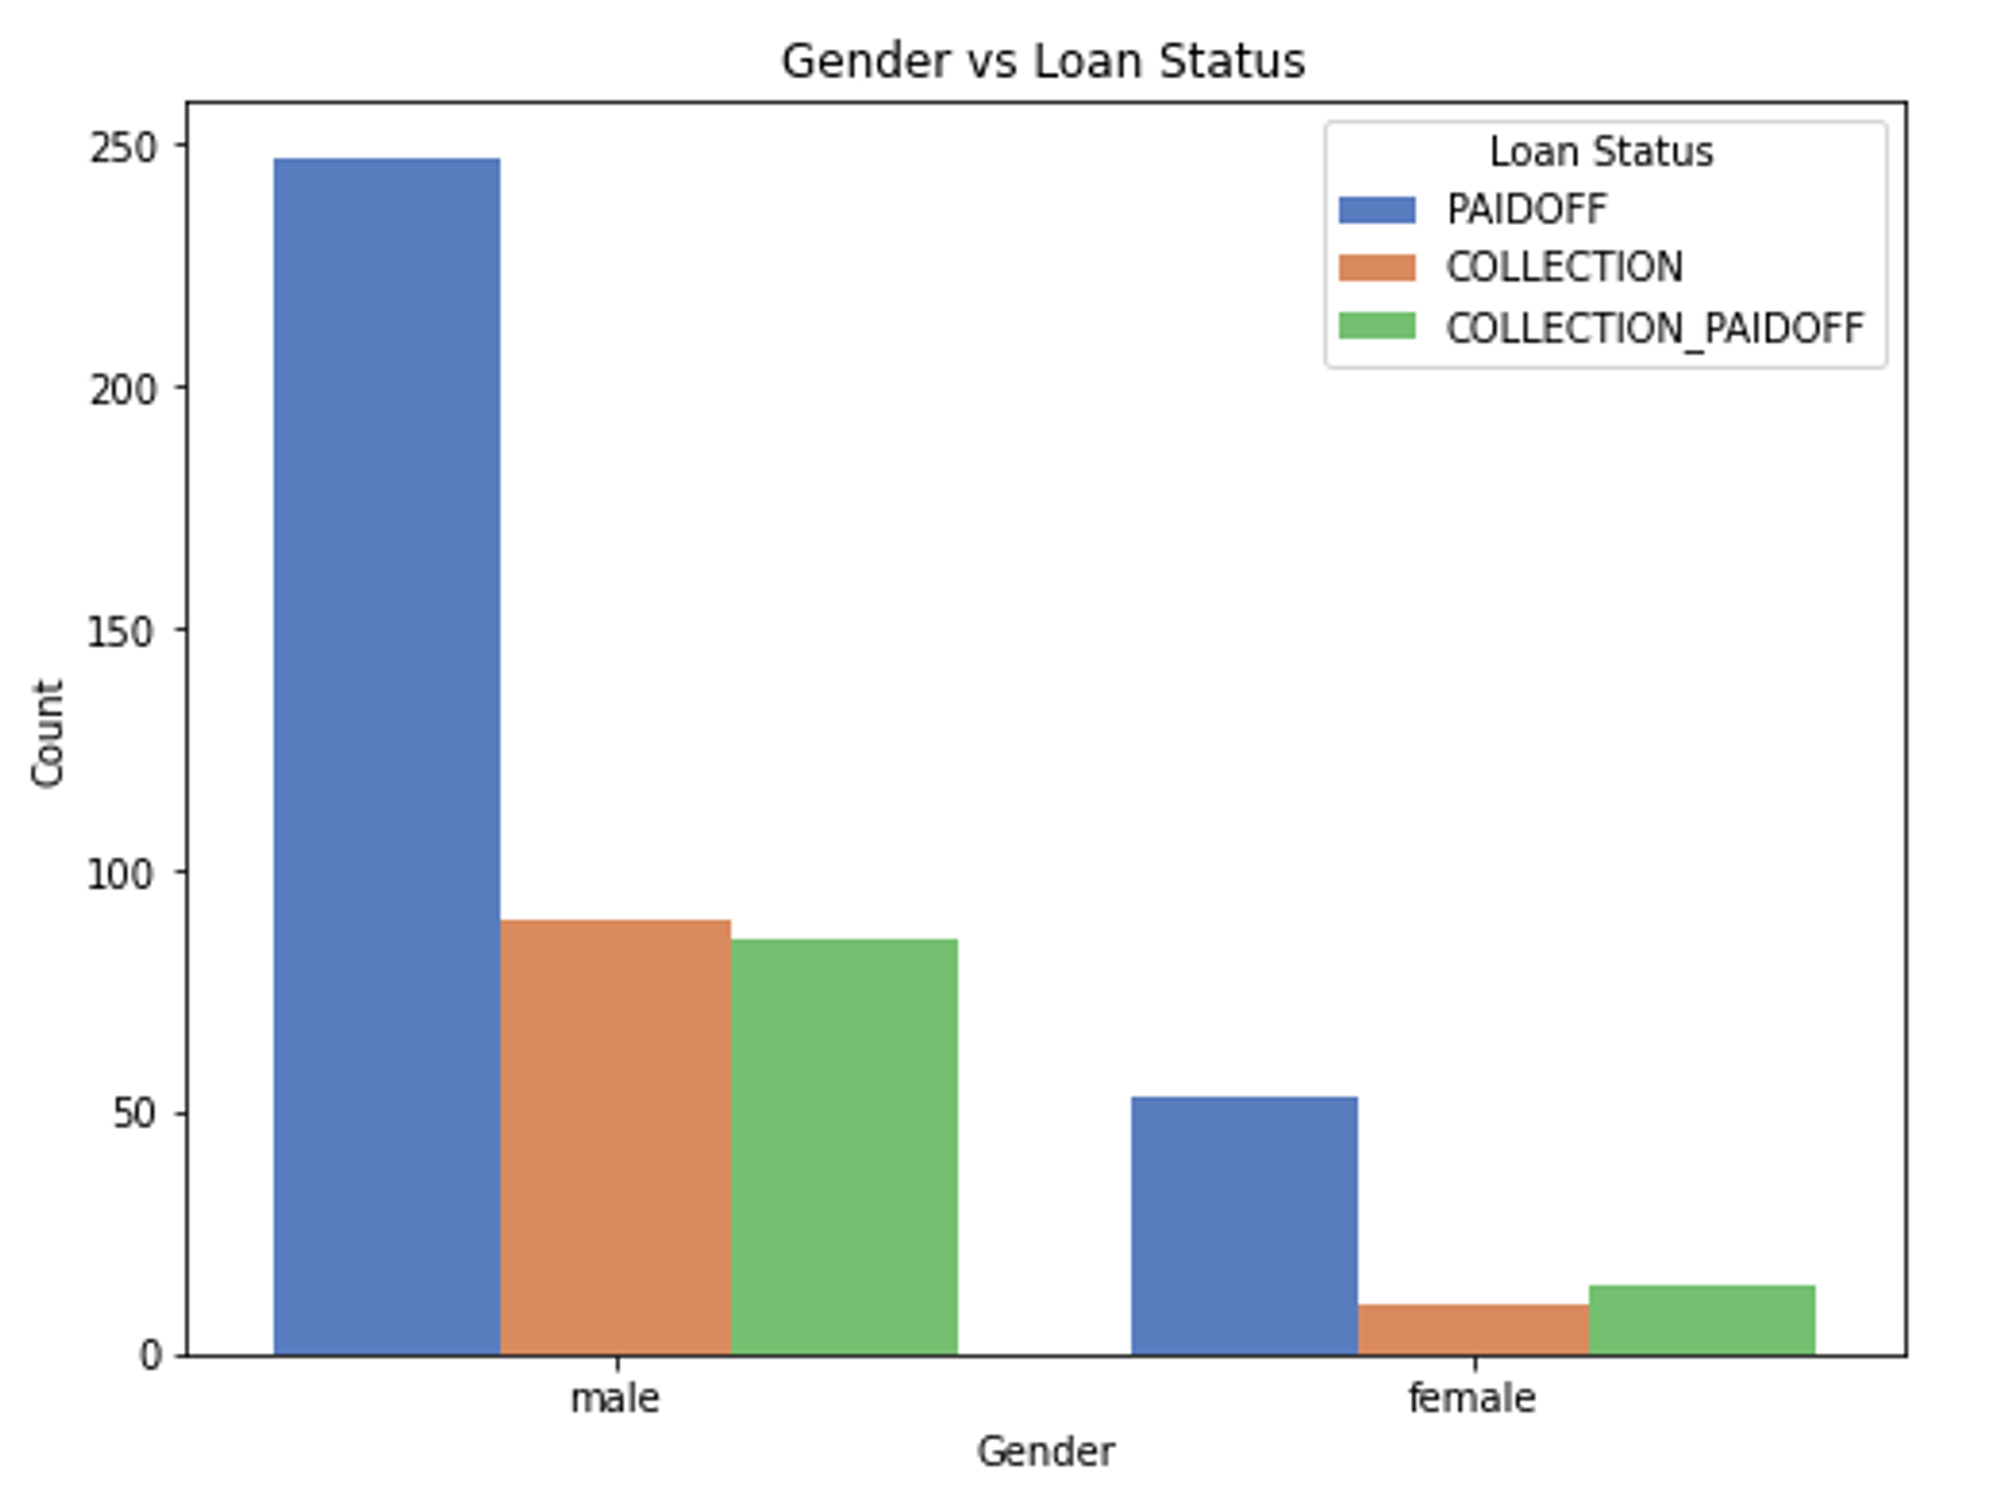 Gender vs Loan Status
Loan Status
PAIDOFF
COLLECTION
COLLECTION_PAIDOFF
250
200
150
100
50
0
Count
male
female
Gender